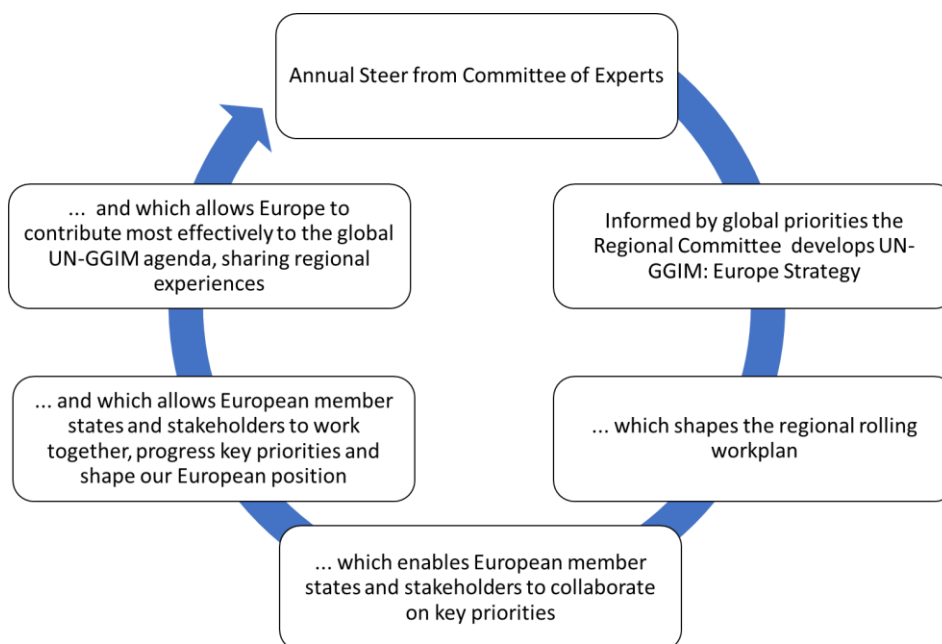 Annual Steer from Committee of Experts
Informed by global priorities the
Regional Committee  develops UN-
GGIM: Europe Strategy
... which shapes the regional rolling
workplan
... which enables European member
states and stakeholders to collaborate
on key priorities
... and which allows European member
states and stakeholders to work
together, progress key priorities and
shape our European position
...  and which allows Europe to
contribute most effectively to the global
UN-GGIM agenda, sharing regional
experiences